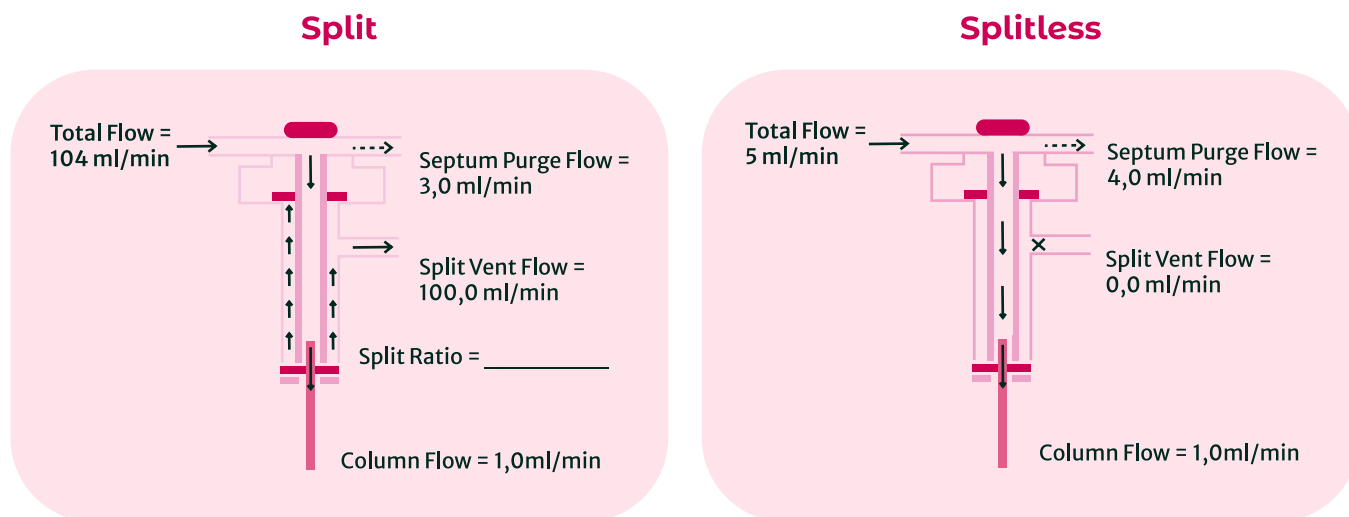 Split
Total Flow =
104 ml/min
Septum Purge Flow =
3,0 ml/min
Split Vent Flow =
100,0 ml/min
Split Ratio = __________
Column Flow = 1,0ml/min
Splitless
Total Flow =
5 ml/min
Septum Purge Flow =
4,0 ml/min
Split Vent Flow =
0,0 ml/min
Column Flow = 1,0ml/min